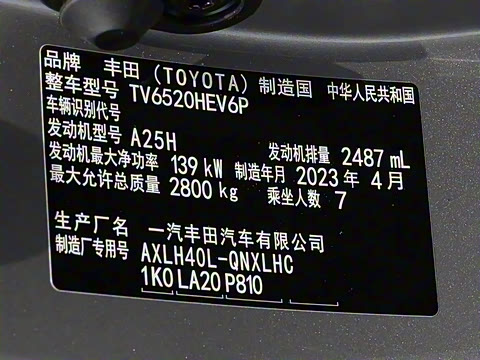 品牌 丰田 (TOYOTA) 制造国 中华人民共和国
整车型号 TV6520HEV6P
车辆识别代号
发动机型号 A25H 发动机排量 2487 mL
发动机最大净功率 139 kW 制造年月 2023 年 4 月
最大允许总质量 2800 kg 乘坐人数 7
生产厂名 一汽丰田汽车有限公司
制造厂专用号 AXLH40L-QNXLHC
1K0 LA20 P810